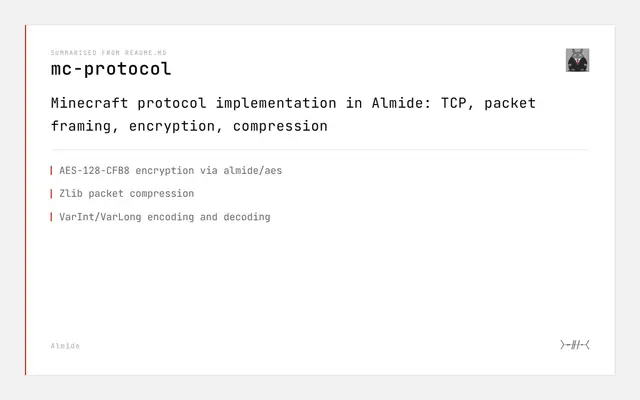 SUMMARISED FROM README.MD
mc-protocol
Minecraft protocol implementation in Almide: TCP, packet
framing, encryption, compression
AES-128-CFB8 encryption via almide/aes
Zlib packet compression
VarInt/VarLong encoding and decoding
Almide